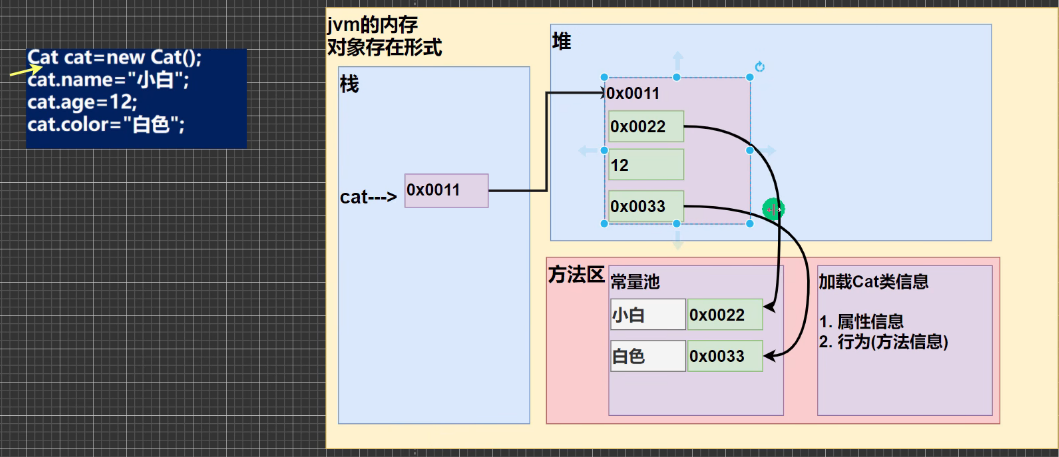 Cat cat=new Cat();
cat.name="小白";
cat.age=12;
cat.color="白色";
jvm的内存
对象存在形式
栈
cat--->
0x0011
堆
0x0011
0x0022
12
0x0033
方法区
常量池
小白
0x0022
白色
0x0033
加载Cat类信息
1. 属性信息
2. 行为(方法信息)